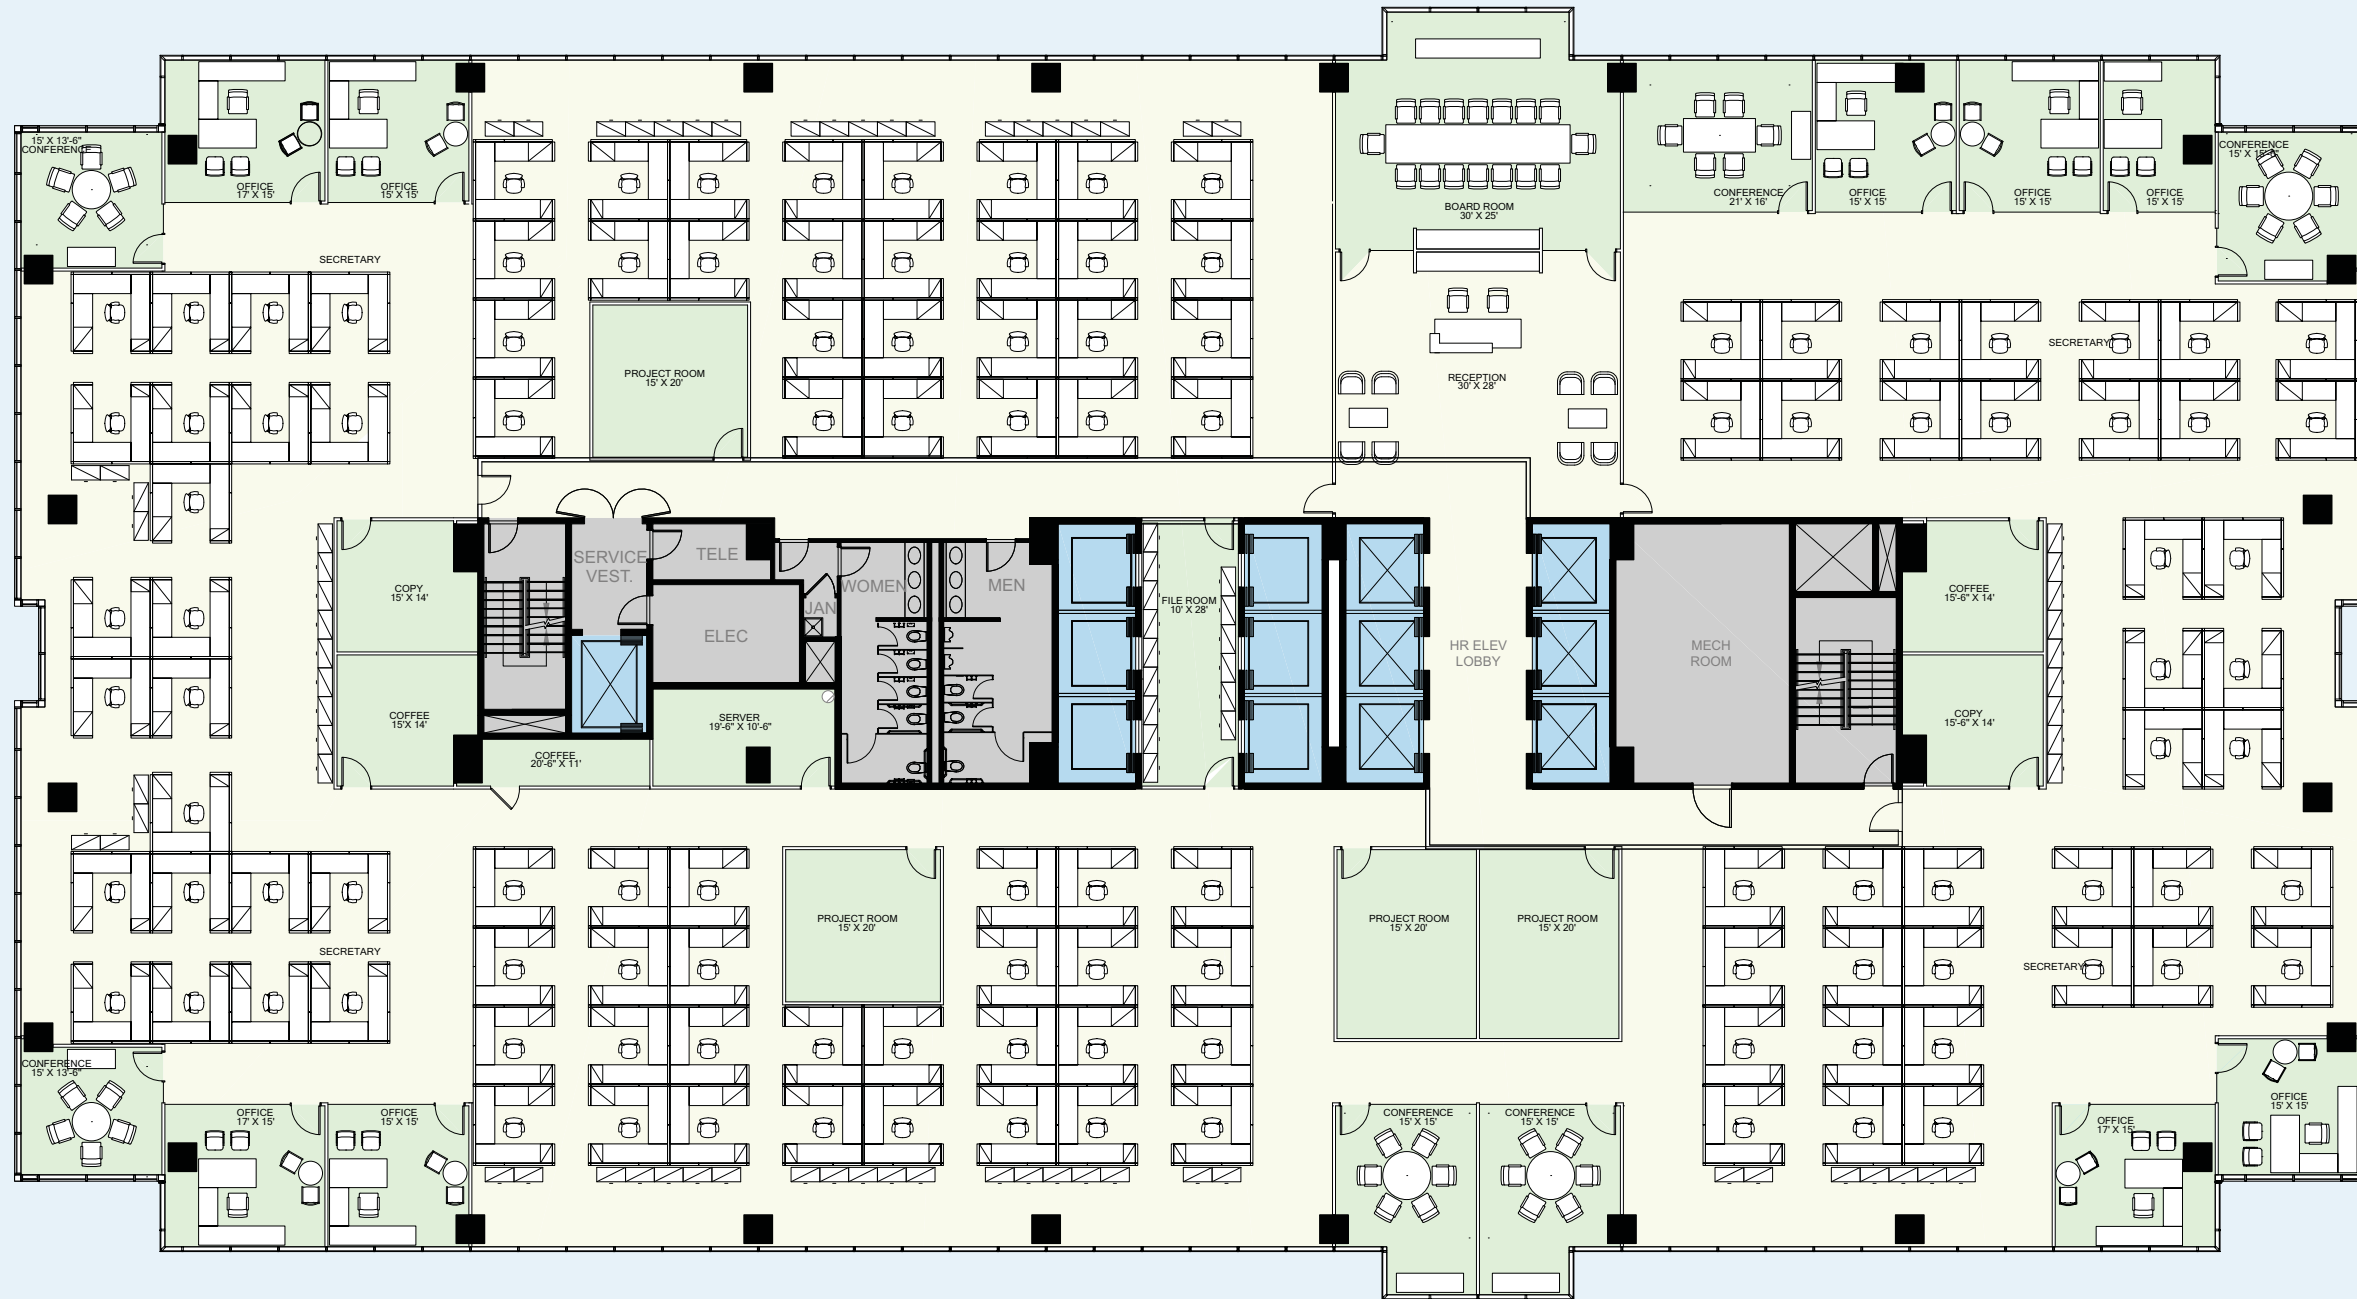 15' X 13'-6"
CONFERENCE
OFFICE
17' X 15'
OFFICE
15' X 15'
BOARD ROOM
30' X 25'
CONFERENCE
21' X 16'
OFFICE
15' X 15'
OFFICE
15' X 15'
OFFICE
15' X 15'
CONFERENCE
SECRETARY
PROJECT ROOM
15' X 20'
RECEPTION
30' X 28'
SECRETARY
COPY
15' X 14'
SERVICE
VEST.
TELE
WOMEN
MEN
JAN
ELEC
FILE ROOM
10' X 28'
HR ELEV
LOBBY
MECH
ROOM
COFFEE
15'-6" X 14'
COFFEE
15'X 14'
SERVER
19'-6" X 10'-6"
COFFEE
20'-6" X 11'
COPY
15'-6" X 14'
PROJECT ROOM
15' X 20'
PROJECT ROOM
15' X 20'
PROJECT ROOM
15' X 20'
SECRETARY
SECRETARY
CONFERENCE
15' X 13'-6"
OFFICE
17' X 15'
OFFICE
15' X 15'
CONFERENCE
15' X 15'
CONFERENCE
15' X 15'
OFFICE
17' X 15'
OFFICE
15' X 15'